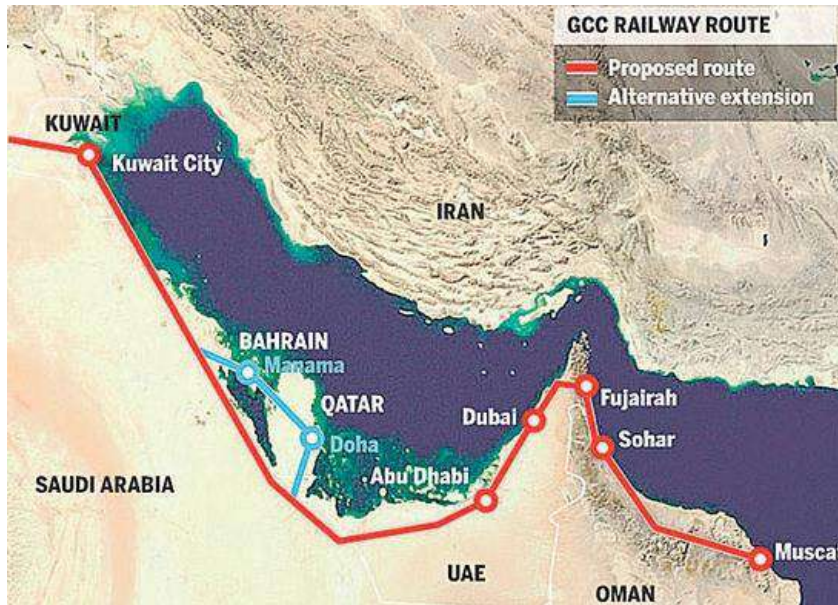 GCC RAILWAY ROUTE
Proposed route
Alternative extension
KUWAIT
Kuwait City
IRAN
BAHRAIN
Manama
QATAR
Doha
Dubai
Fujairah
Sohar
Abu Dhabi
SAUDI ARABIA
UAE
OMAN
Musca